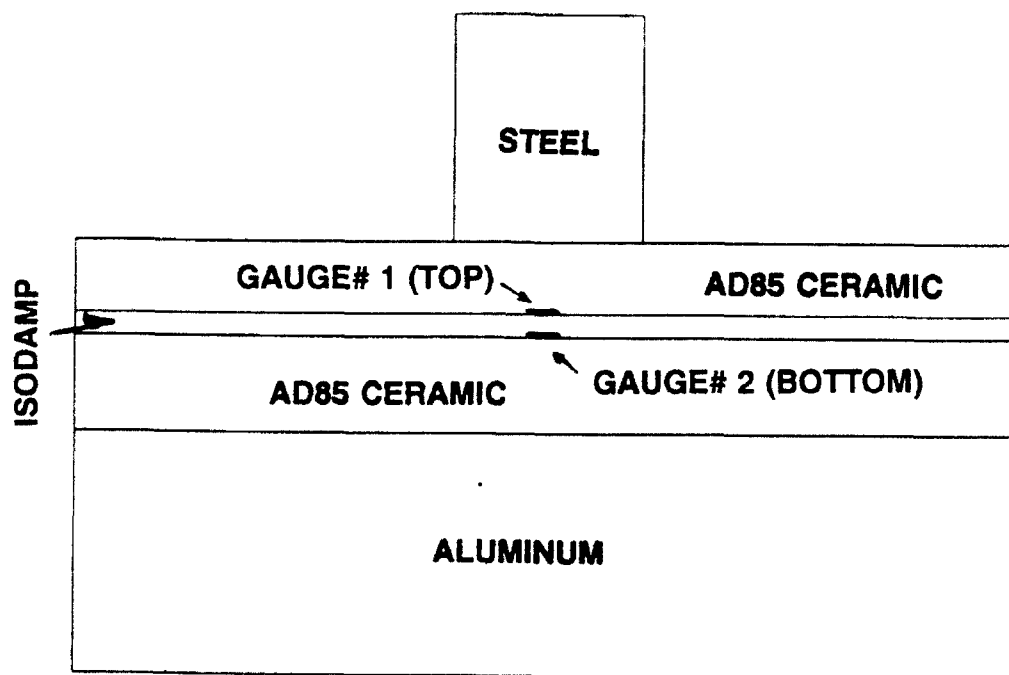 STEEL
GAUGE# 1 (TOP)
AD85 CERAMIC
ISODAMP
GAUGE# 2 (BOTTOM)
AD85 CERAMIC
ALUMINUM